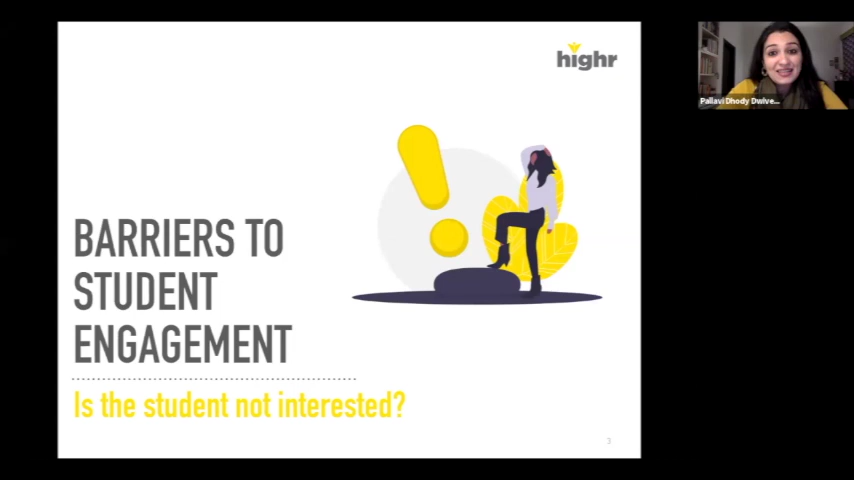 highr
Pallavi Dhody Dwive...
BARRIERS TO
STUDENT
ENGAGEMENT
Is the student not interested?
3